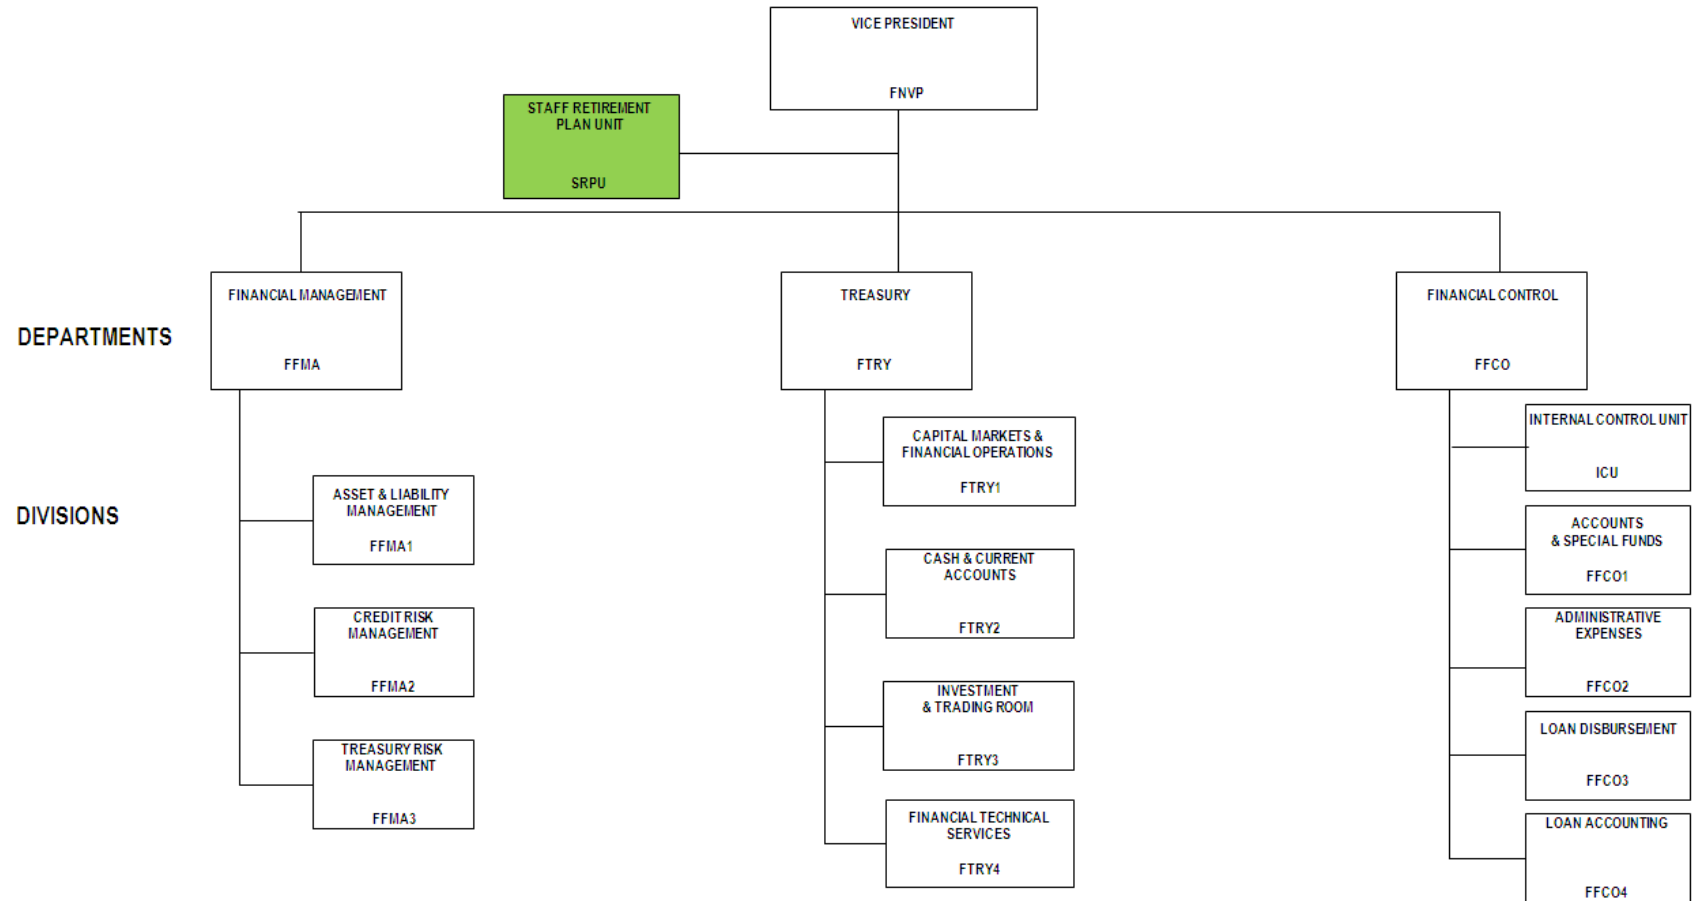 VICE PRESIDENT
FNVP
STAFF RETIREMENT
PLAN UNIT
SRPU
DEPARTMENTS
FINANCIAL MANAGEMENT
FFMA
TREASURY
FTRY
FINANCIAL CONTROL
FFCO
DIVISIONS
ASSET & LIABILITY
MANAGEMENT
FFMA1
CREDIT RISK
MANAGEMENT
FFMA2
TREASURY RISK
MANAGEMENT
FFMA3
CAPITAL MARKETS &
FINANCIAL OPERATIONS
FTRY1
CASH & CURRENT
ACCOUNTS
FTRY2
INVESTMENT
& TRADING ROOM
FTRY3
FINANCIAL TECHNICAL
SERVICES
FTRY4
INTERNAL CONTROL UNIT
ICU
ACCOUNTS
& SPECIAL FUNDS
FFCO1
ADMINISTRATIVE
EXPENSES
FFCO2
LOAN DISBURSEMENT
FFCO3
LOAN ACCOUNTING
FFCO4